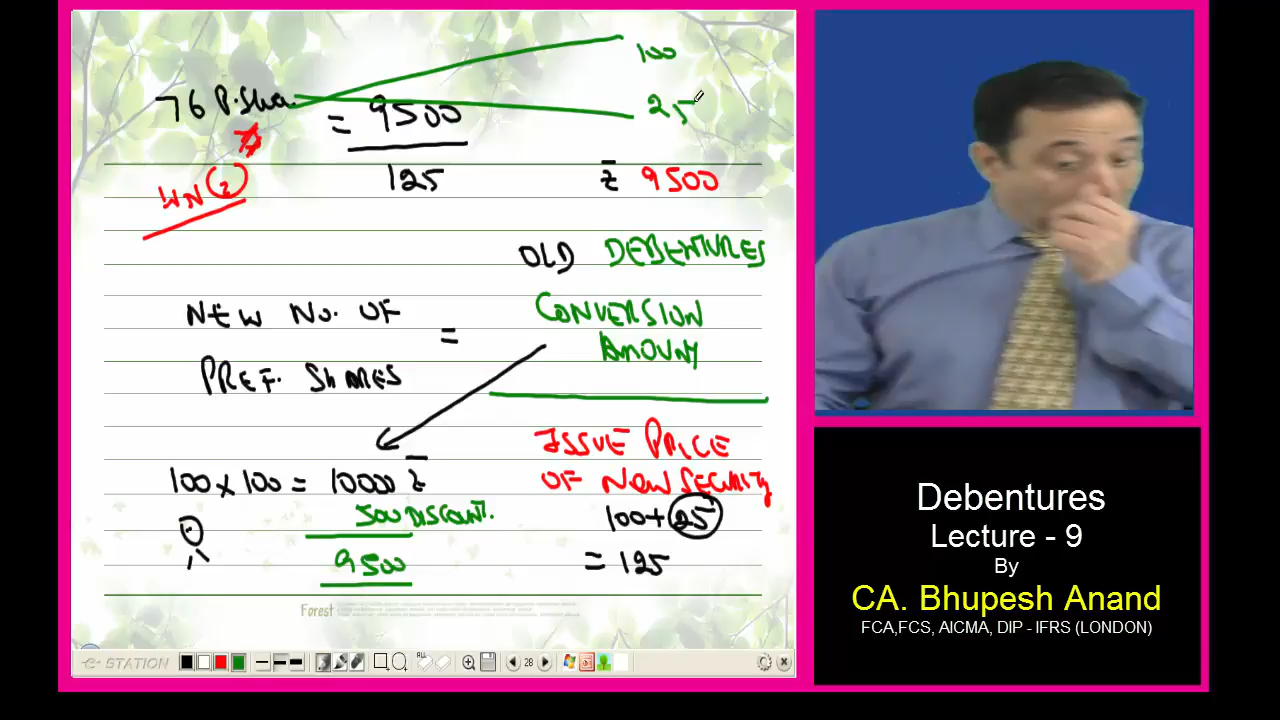 100
76 P.Sha.
= 9500
25
125
₹ 9500
WN (2)
OLD DEBENTURES
NEW No. OF
=
CONVERSION
AMOUNT
PREF. ShARES
ISSUE PRICE
OF NEW SECURITY
100 x 100 = 10000 ₹
500 DISCOUNT.
100 + 25
9500
= 125
Forest
e-STATION
ALL
28
Debentures
Lecture - 9
By
CA. Bhupesh Anand
FCA,FCS, AICMA, DIP - IFRS (LONDON)